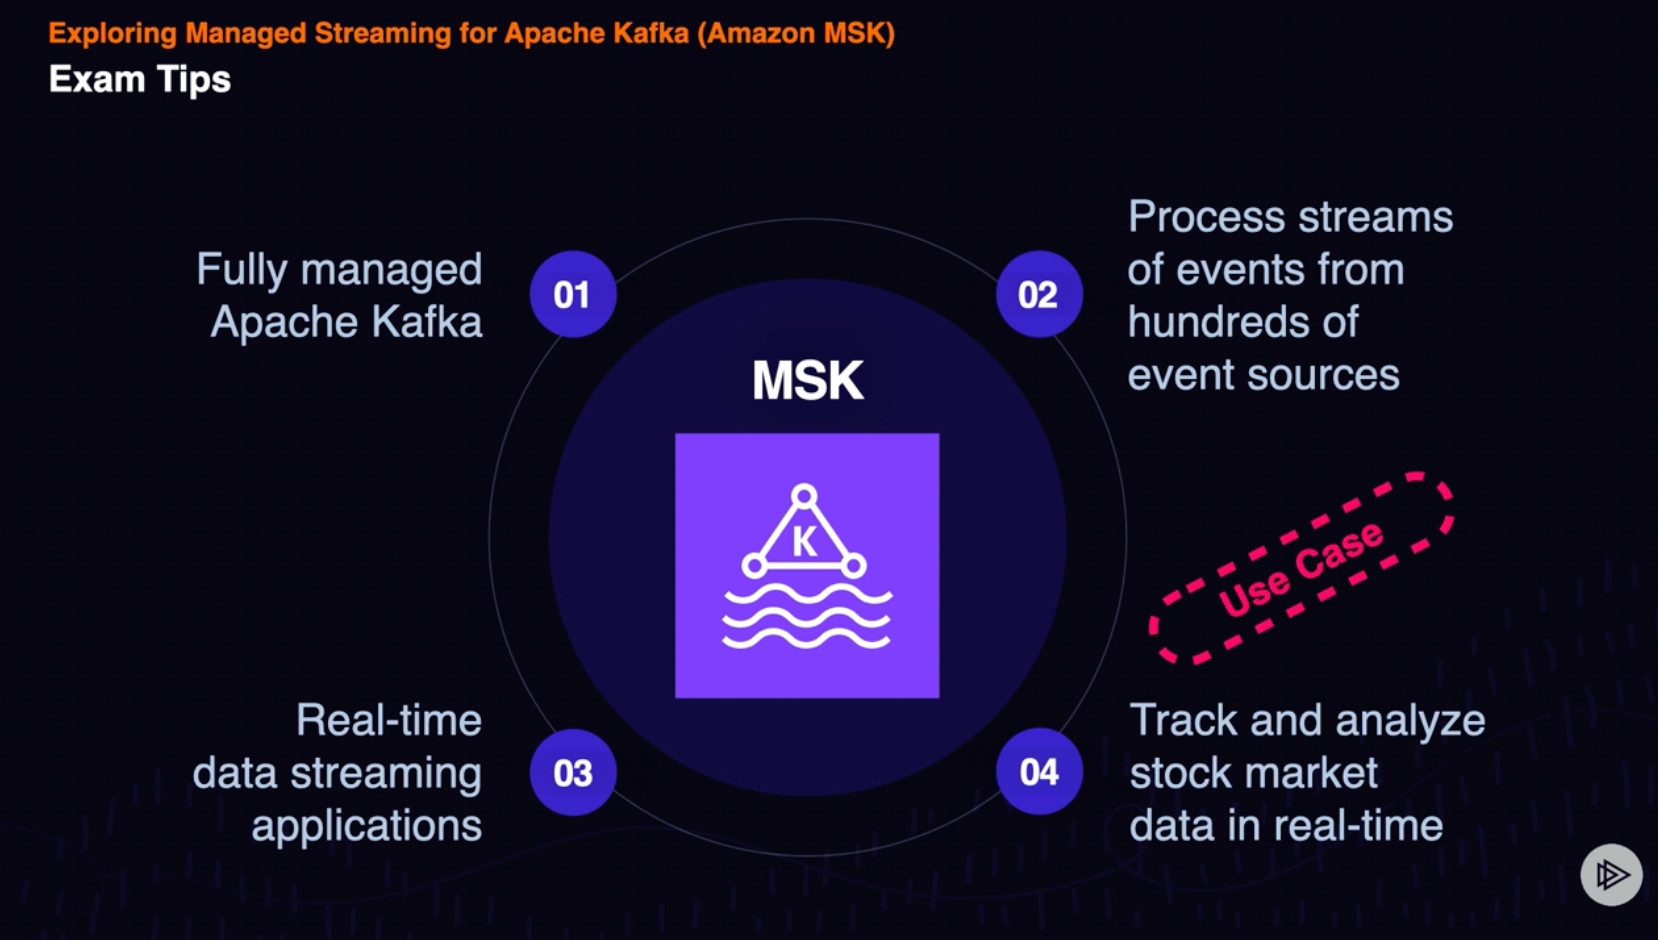 Exploring Managed Streaming for Apache Kafka (Amazon MSK)
Exam Tips
Fully managed
Apache Kafka
01
02
Process streams
of events from
hundreds of
event sources
MSK
K
Use Case
Real-time
data streaming
applications
03
04
Track and analyze
stock market
data in real-time